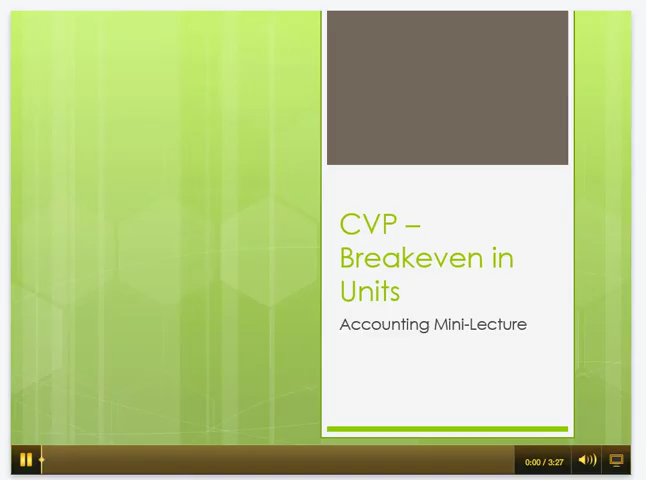 CVP –
Breakeven in
Units
Accounting Mini-Lecture
0:00 / 3:27